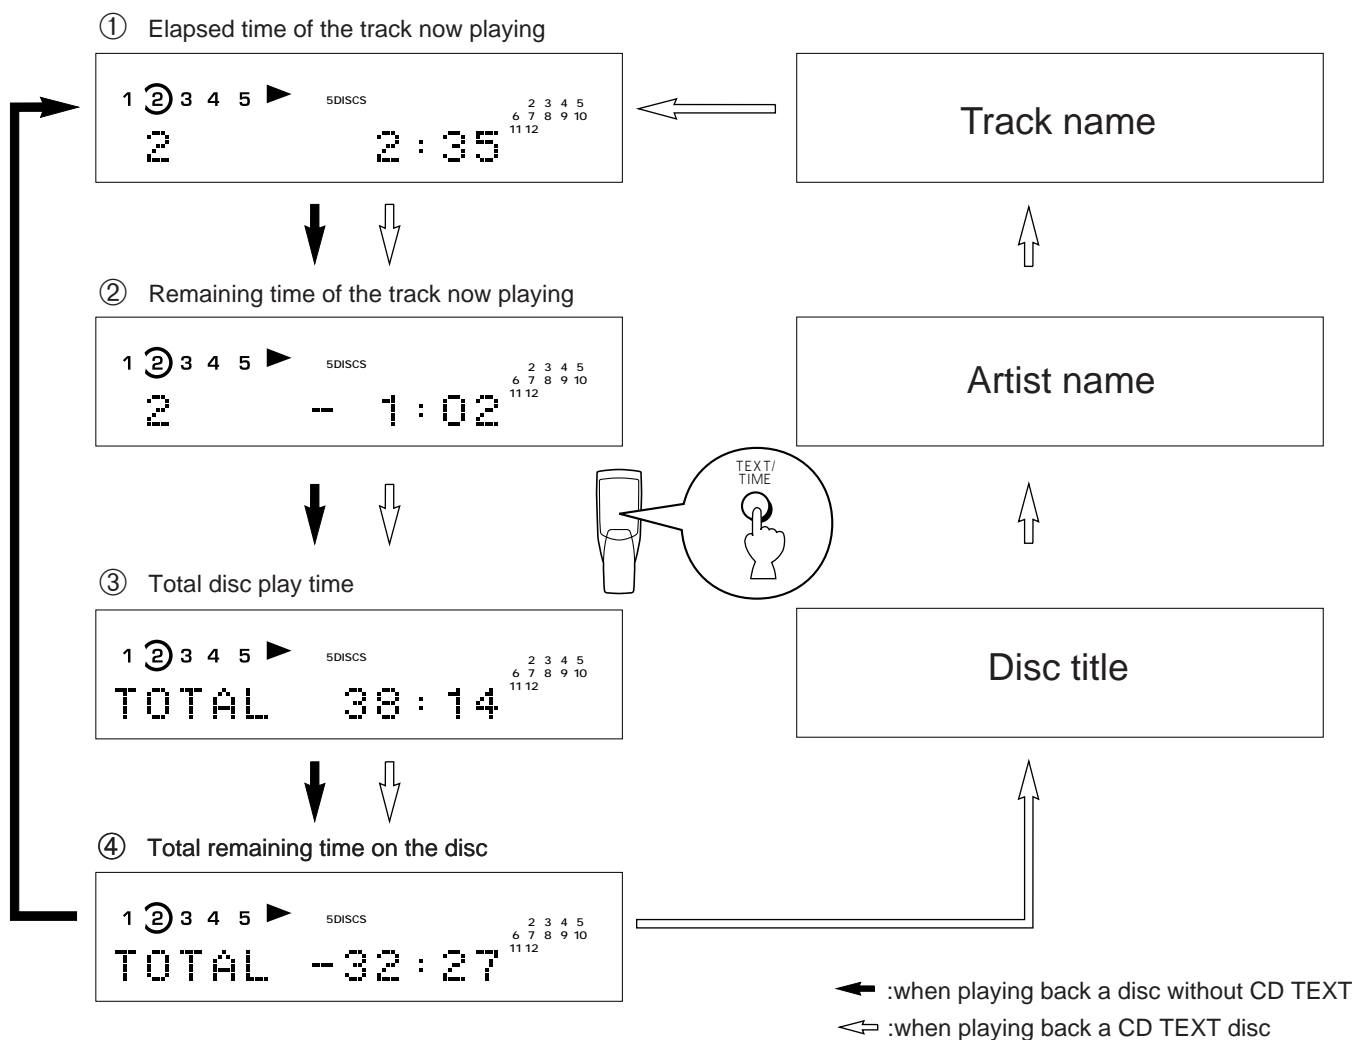 ① Elapsed time of the track now playing
1 2 3 4 5 5DISCS
2 3 4 5
6 7 8 9 10
11 12
2 2:35
Track name
② Remaining time of the track now playing
1 2 3 4 5 5DISCS
2 3 4 5
6 7 8 9 10
11 12
2 - 1:02
Artist name
TEXT/
TIME
③ Total disc play time
1 2 3 4 5 5DISCS
2 3 4 5
6 7 8 9 10
11 12
TOTAL 38:14
Disc title
④ Total remaining time on the disc
1 2 3 4 5 5DISCS
2 3 4 5
6 7 8 9 10
11 12
TOTAL -32:27
:when playing back a disc without CD TEXT
:when playing back a CD TEXT disc